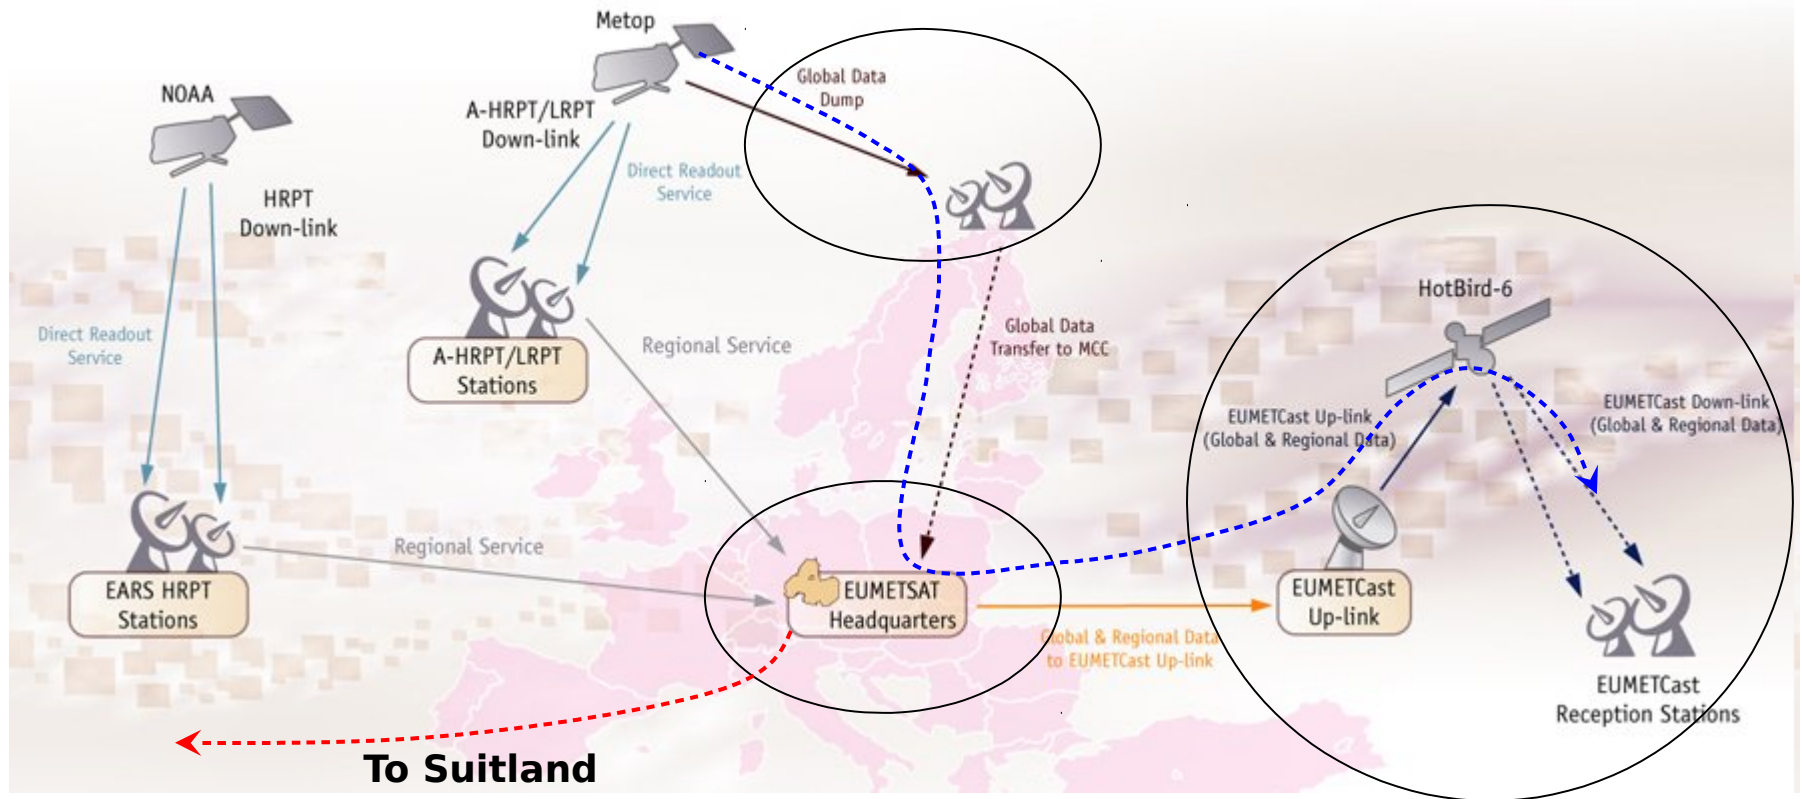 Metop
NOAA
A-HRPT/LRPT
Down-link
Global Data
Dump
Direct Readout
Service
HRPT
Down-link
HotBird-6
Direct Readout
Service
Regional Service
Global Data
Transfer to MCC
A-HRPT/LRPT
Stations
EUMETCast Up-link
(Global & Regional Data)
EUMETCast Down-link
(Global & Regional Data)
Regional Service
EARS HRPT
Stations
EUMETSAT
Headquarters
Global & Regional Data
to EUMETCast Up-link
EUMETCast
Up-link
EUMETCast
Reception Stations
To Suitland